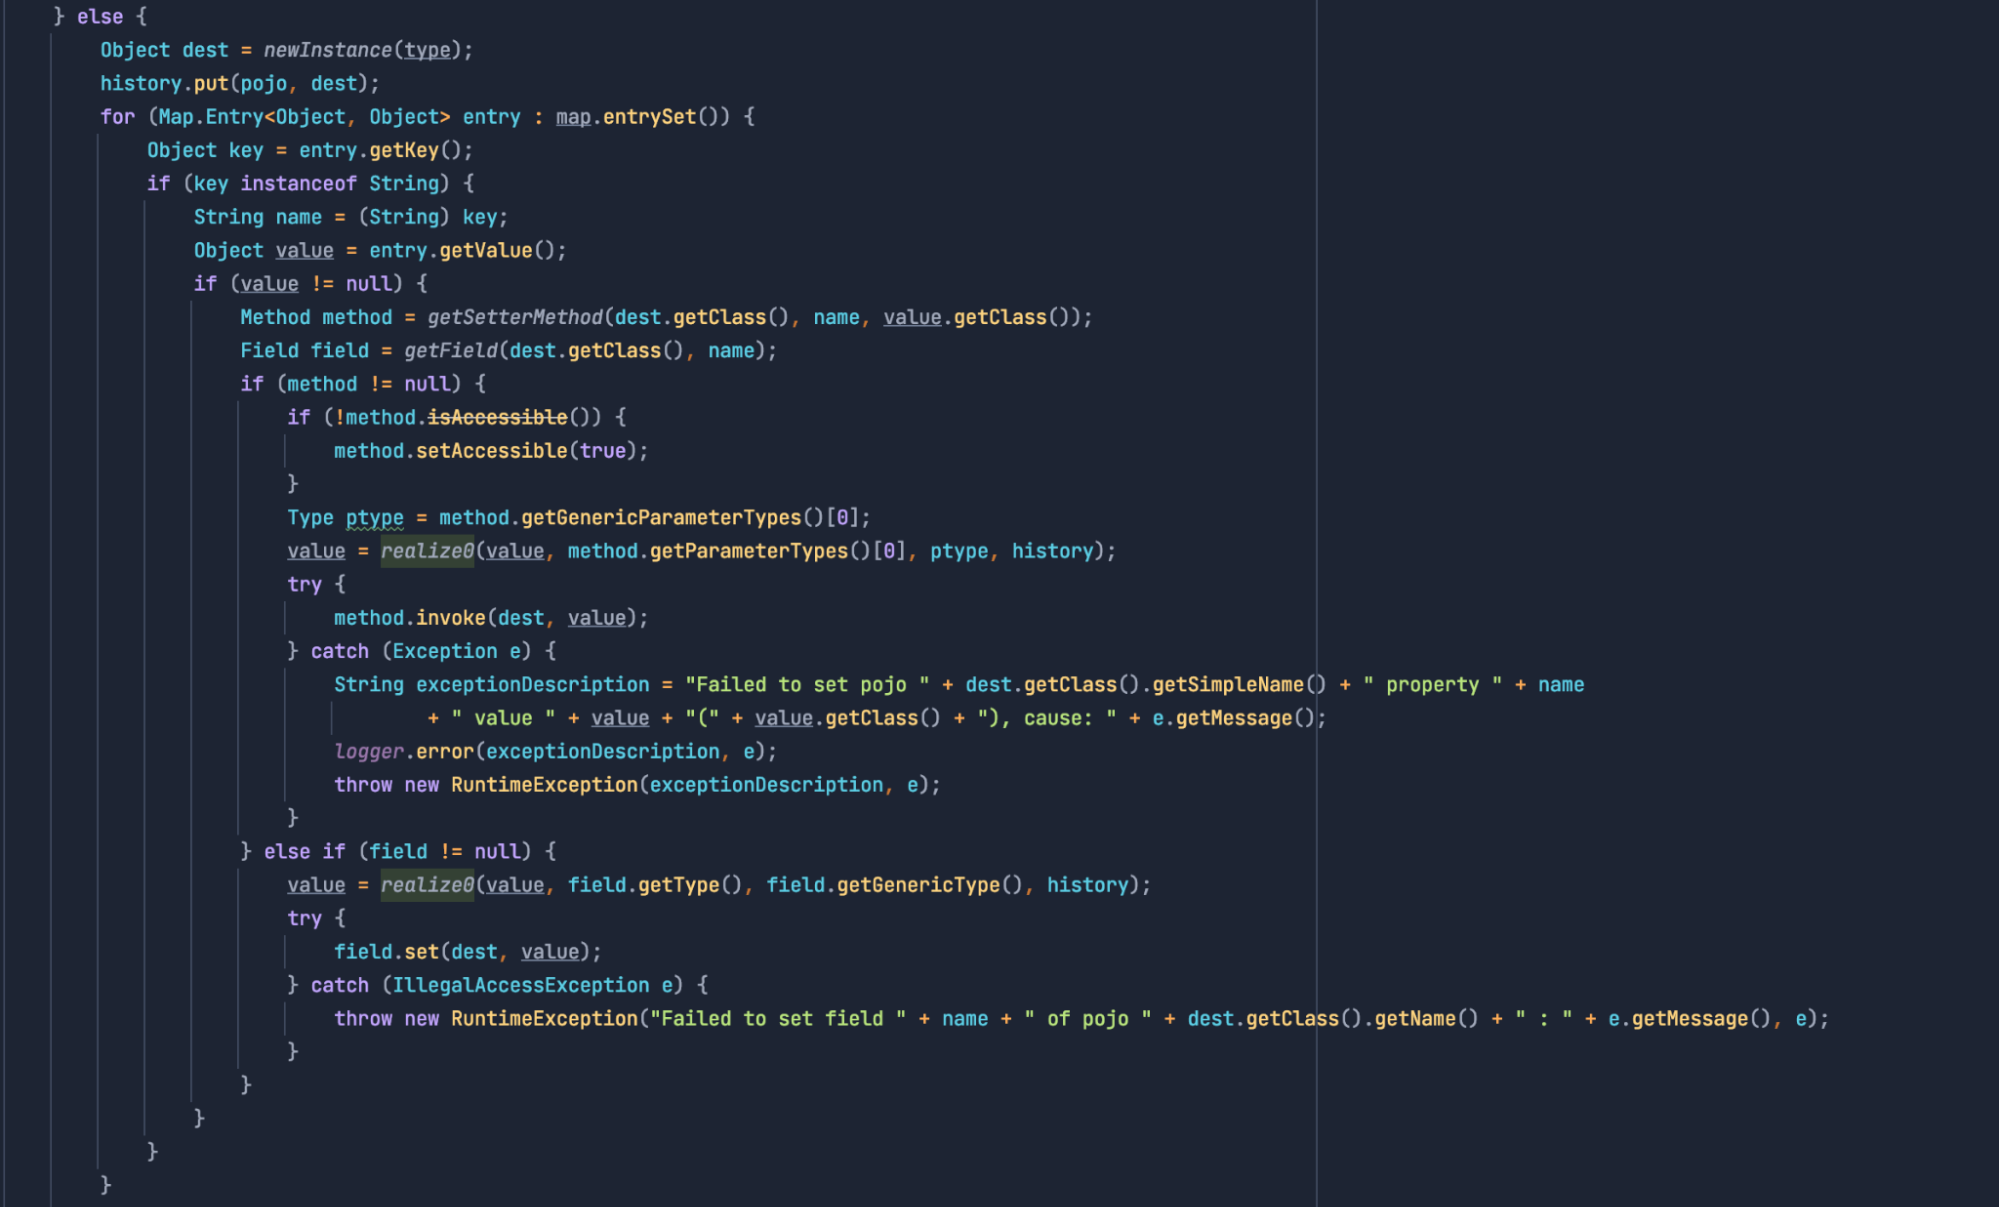 } else {
Object dest = newInstance(type);
history.put(pojo, dest);
for (Map.Entry<Object, Object> entry : map.entrySet()) {
Object key = entry.getKey();
if (key instanceof String) {
String name = (String) key;
Object value = entry.getValue();
if (value != null) {
Method method = getSetterMethod(dest.getClass(), name, value.getClass());
Field field = getField(dest.getClass(), name);
if (method != null) {
if (!method.isAccessible()) {
method.setAccessible(true);
}
Type ptype = method.getGenericParameterTypes()[0];
value = realize0(value, method.getParameterTypes()[0], ptype, history);
try {
method.invoke(dest, value);
} catch (Exception e) {
String exceptionDescription = "Failed to set pojo " + dest.getClass().getSimpleName() + " property " + name
+ " value " + value + "(" + value.getClass() + "), cause: " + e.getMessage();
logger.error(exceptionDescription, e);
throw new RuntimeException(exceptionDescription, e);
}
} else if (field != null) {
value = realize0(value, field.getType(), field.getGenericType(), history);
try {
field.set(dest, value);
} catch (IllegalAccessException e) {
throw new RuntimeException("Failed to set field " + name + " of pojo " + dest.getClass().getName() + " : " + e.getMessage(), e);
}
}
}
}
}